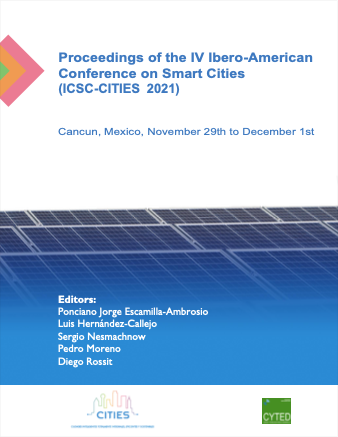 Proceedings of the IV Ibero-American
Conference on Smart Cities
(ICSC-CITIES 2021)
Cancun, Mexico, November 29th to December 1st
Editors:
Ponciano Jorge Escamilla-Ambrosio
Luis Hernández-Callejo
Sergio Nesmachnow
Pedro Moreno
Diego Rossit
CITIES
CYTED